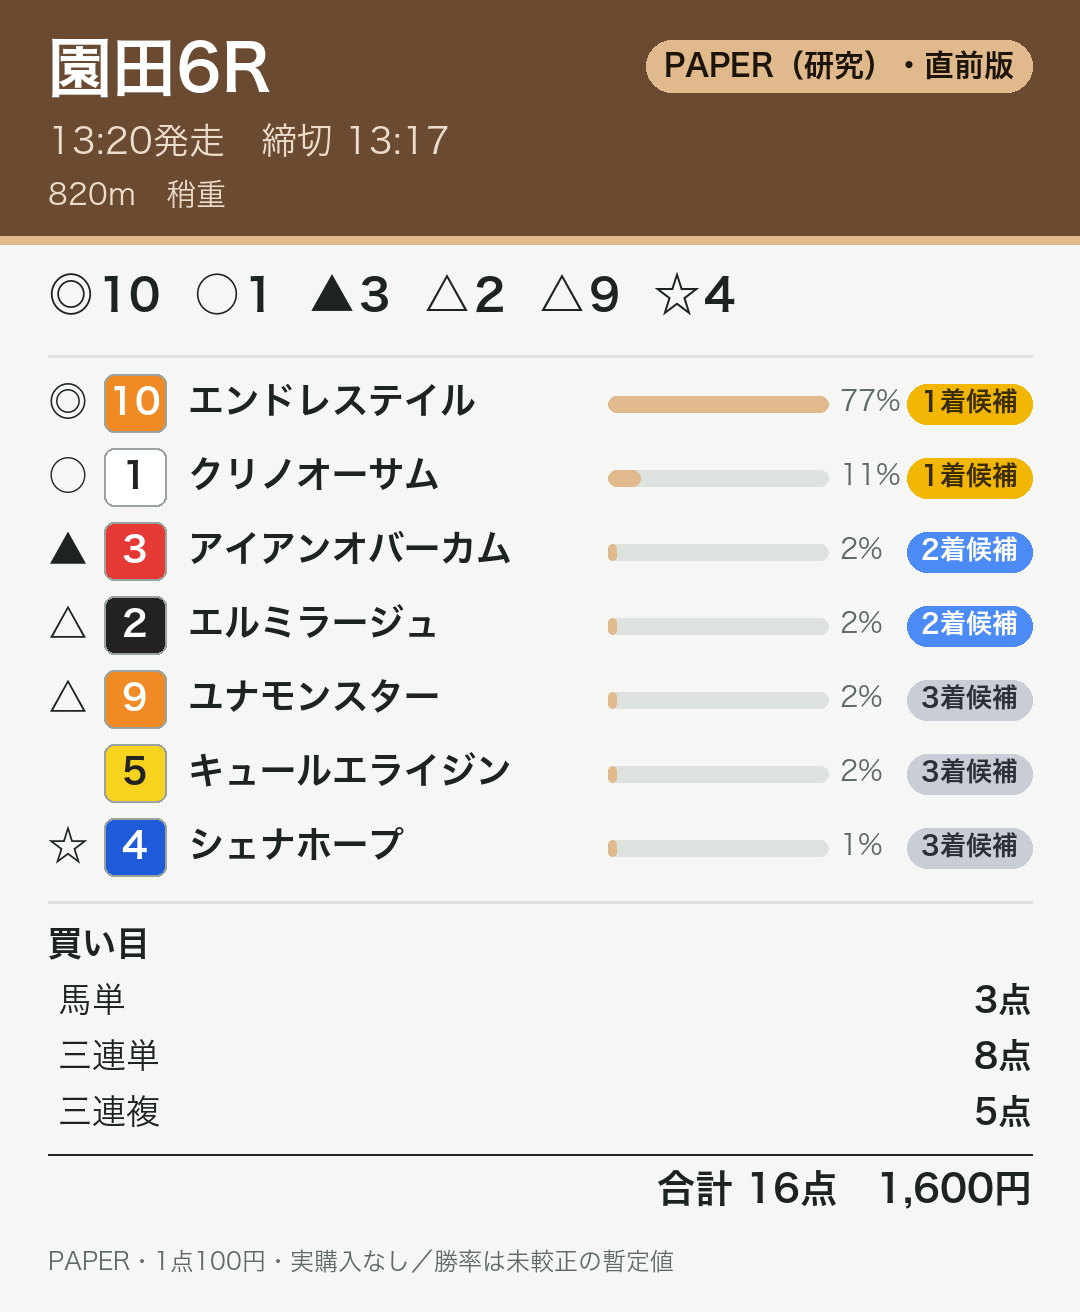 園田6R
PAPER（研究）・直前版
13:20発走　締切 13:17
820m　稍重
◎10 ○1 ▲3 △2 △9 ☆4
◎ 10 エンドレステイル 77% 1着候補
○ 1 クリノオーサム 11% 1着候補
▲ 3 アイアンオバーカム 2% 2着候補
△ 2 エルミラージュ 2% 2着候補
△ 9 ユナモンスター 2% 3着候補
5 キュールエライジン 2% 3着候補
☆ 4 シェナホープ 1% 3着候補
買い目
馬単 3点
三連単 8点
三連複 5点
合計 16点　1,600円
PAPER・1点100円・実購入なし／勝率は未較正の暫定値